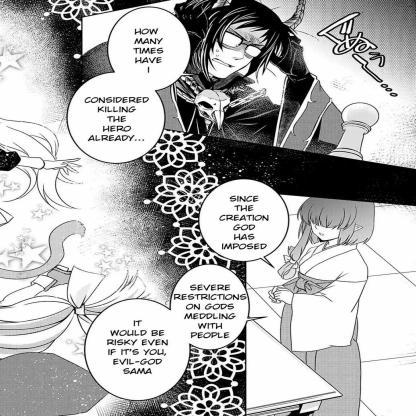 HOW
MANY
TIMES
HAVE
I
CONSIDERED
KILLING
THE
HERO
ALREADY...
SINCE
THE
CREATION
GOD
HAS
IMPOSED
SEVERE
RESTRICTIONS
ON GODS
MEDDLING
WITH
PEOPLE
IT
WOULD
BE
RISKY EVEN
IF IT'S YOU,
EVIL-GOD
SAMA